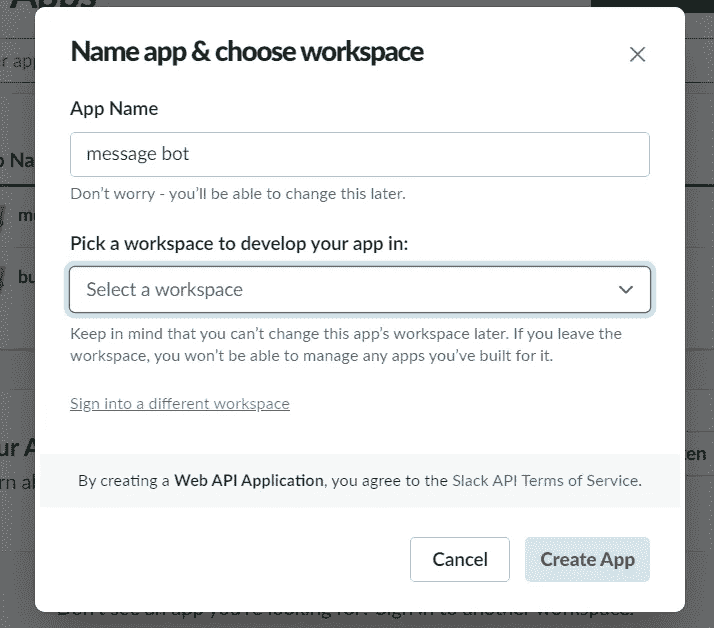 Apps
Name app & choose workspace
App Name
message bot
Don't worry - you'll be able to change this later.
Pick a workspace to develop your app in:
Select a workspace
Keep in mind that you can't change this app's workspace later. If you leave the
workspace, you won't be able to manage any apps you've built for it.
Sign into a different workspace
By creating a Web API Application, you agree to the Slack API Terms of Service.
Cancel
Create App